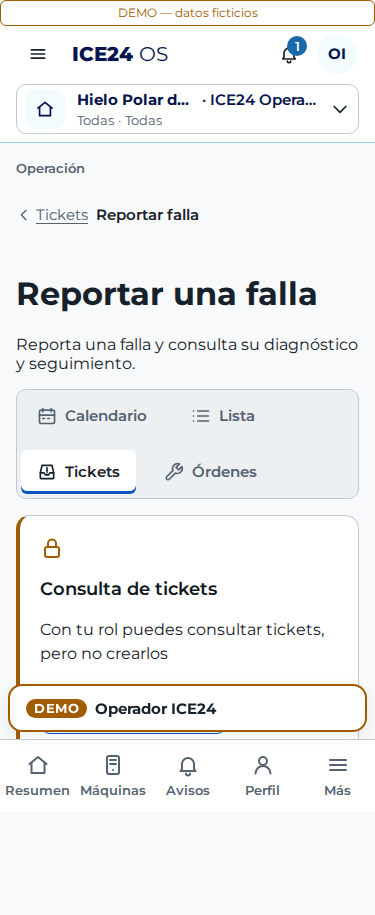 DEMO — datos ficticios
ICE24 OS
1
OI
Hielo Polar d... · ICE24 Opera...
Todas · Todas
Operación
Tickets Reportar falla
Reportar una falla
Reporta una falla y consulta su diagnóstico
y seguimiento.
Calendario Lista
Tickets Órdenes
Consulta de tickets
Con tu rol puedes consultar tickets,
pero no crearlos
DEMO Operador ICE24
Resumen Máquinas Avisos Perfil Más